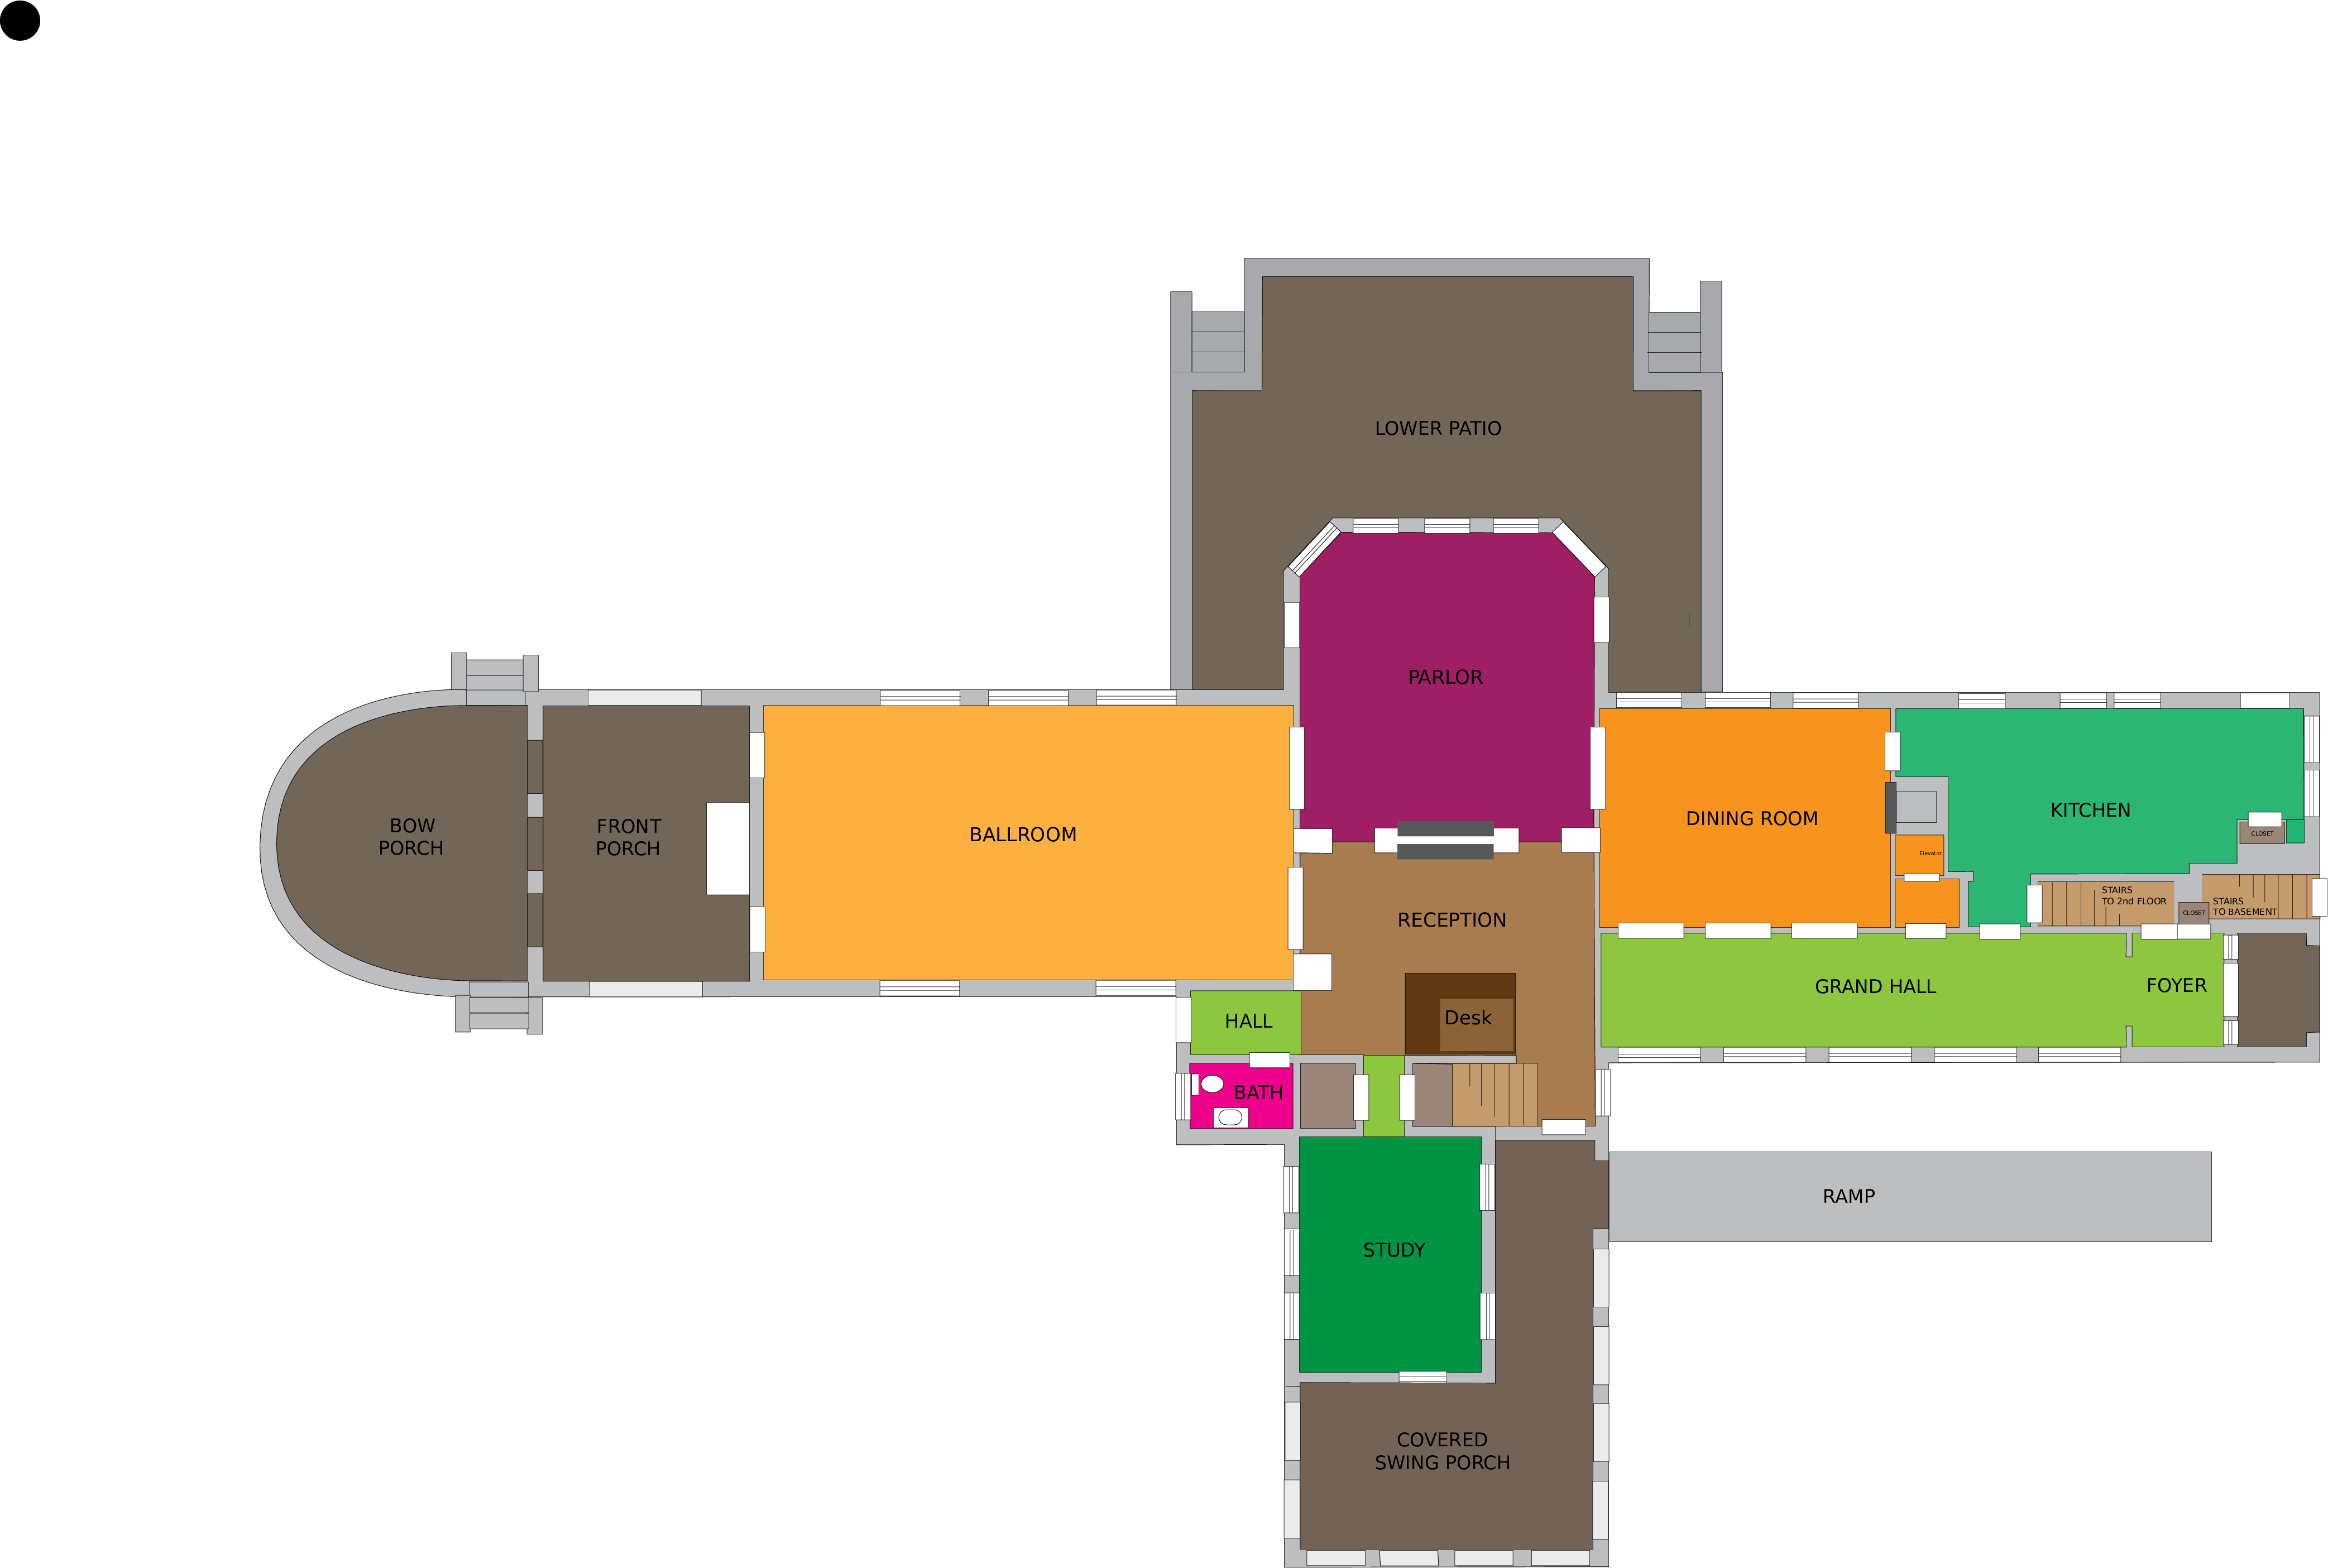 LOWER PATIO
PARLOR
BOW
PORCH
FRONT
PORCH
BALLROOM
DINING ROOM
KITCHEN
CLOSET
Elevator
STAIRS
TO 2nd FLOOR
STAIRS
TO BASEMENT
CLOSET
RECEPTION
GRAND HALL
FOYER
Desk
HALL
BATH
RAMP
STUDY
COVERED
SWING PORCH